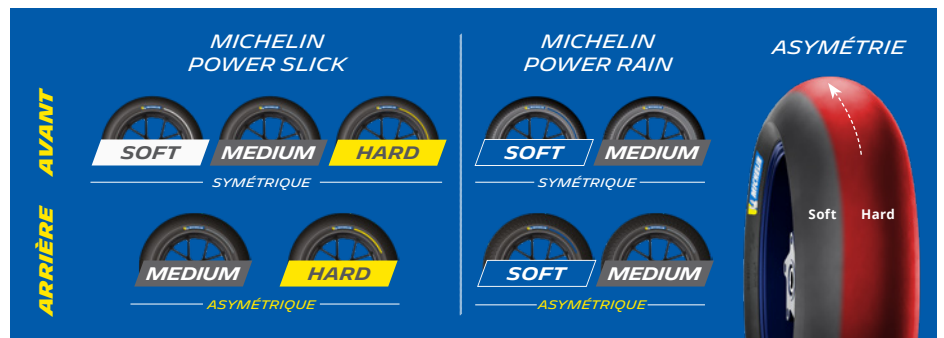 MICHELIN
POWER SLICK
MICHELIN
POWER RAIN
ASYMÉTRIE
AVANT
SOFT
MEDIUM
HARD
SOFT
MEDIUM
SYMÉTRIQUE
SYMÉTRIQUE
ARRIÈRE
MEDIUM
HARD
SOFT
MEDIUM
ASYMÉTRIQUE
ASYMÉTRIQUE
Soft
Hard
MICHELIN